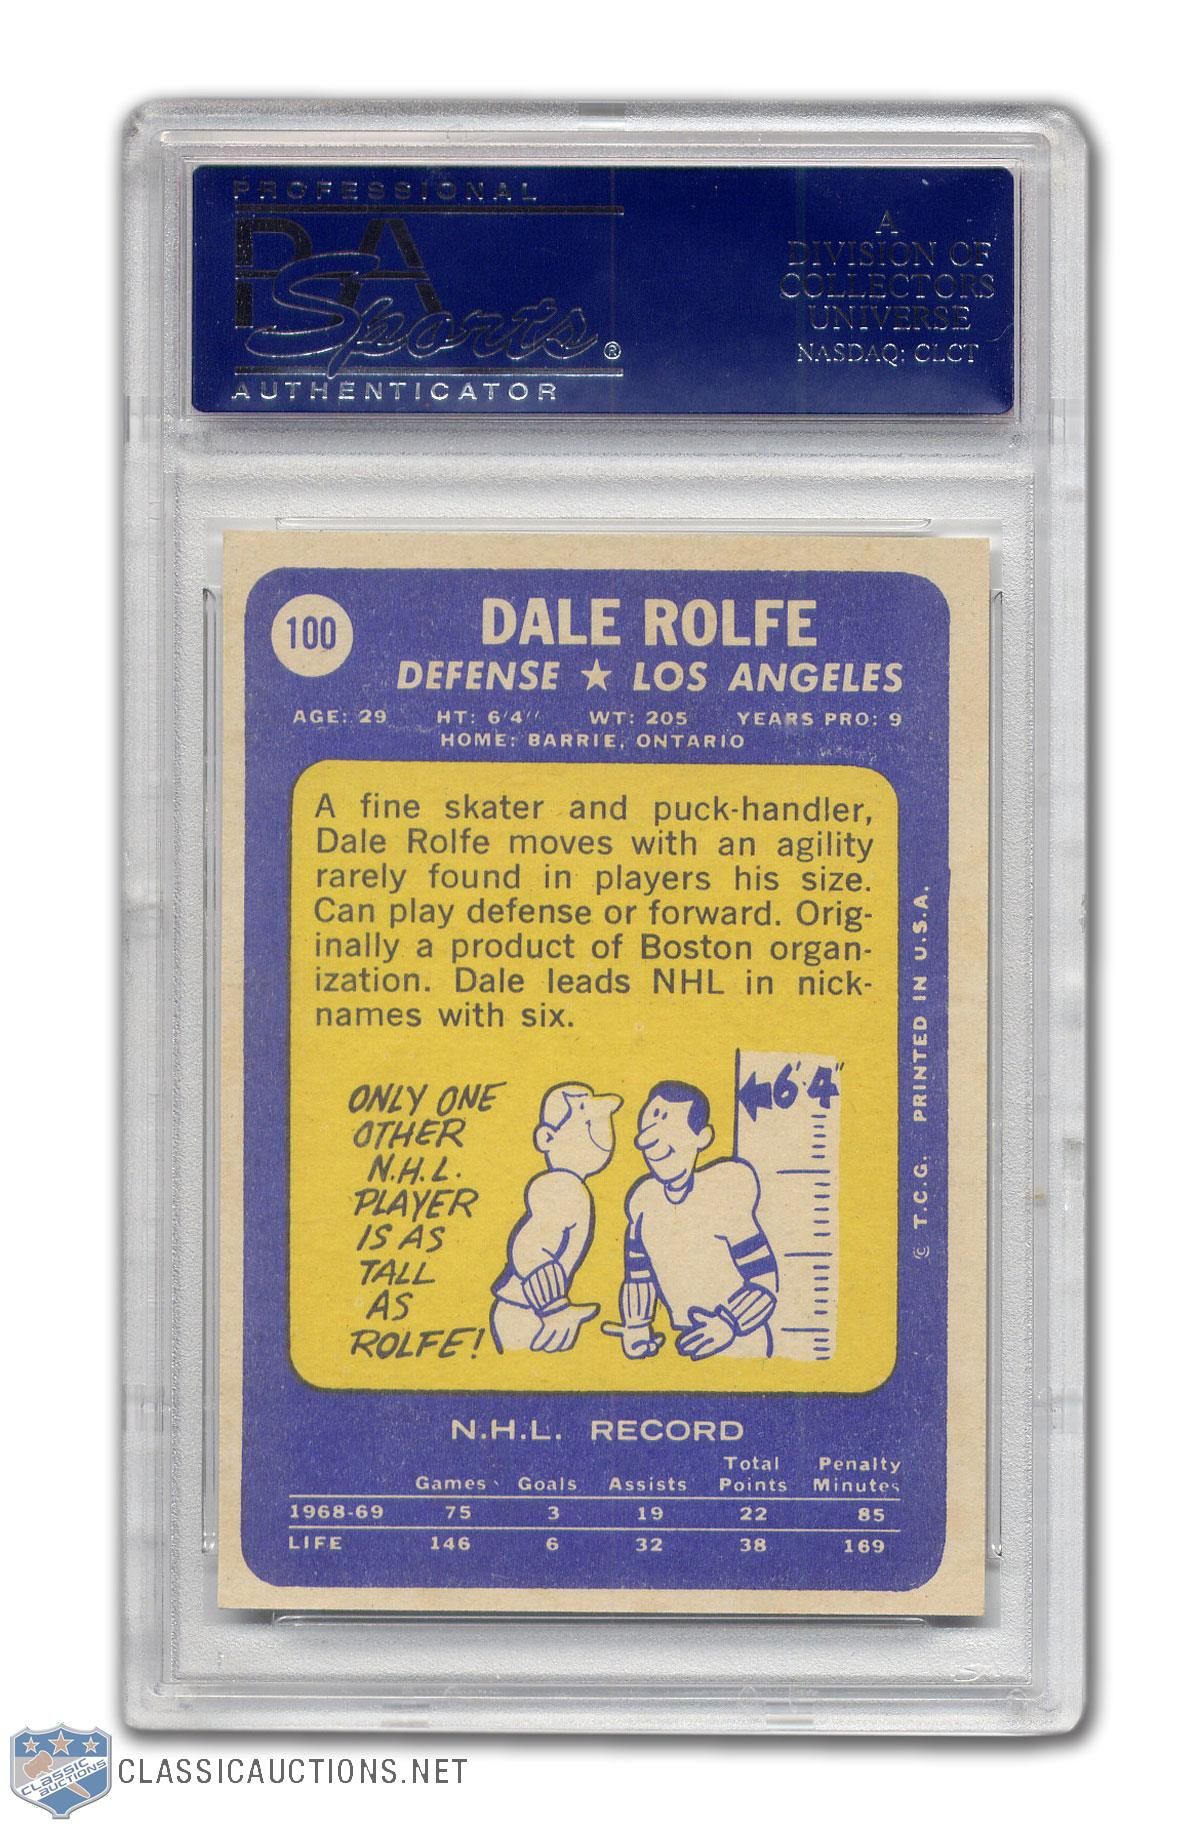 PROFESSIONAL
PSA
Sports®
AUTHENTICATOR
A
DIVISION OF
COLLECTORS
UNIVERSE
NASDAQ: CLCT
100
DALE ROLFE
DEFENSE ★ LOS ANGELES
AGE: 29 HT: 6'4" WT: 205 YEARS PRO: 9
HOME: BARRIE, ONTARIO
A fine skater and puck-handler,
Dale Rolfe moves with an agility
rarely found in players his size.
Can play defense or forward. Orig-
inally a product of Boston organ-
ization. Dale leads NHL in nick-
names with six.
ONLY ONE
OTHER
N.H.L.
PLAYER
IS AS
TALL
AS
ROLFE!
6'4"
© T.C.G. PRINTED IN U.S.A.
N.H.L. RECORD
Games Goals Assists Total Points Penalty Minutes
1968-69 75 3 19 22 85
LIFE 146 6 32 38 169
CLASSIC
AUCTIONS
CLASSICAUCTIONS.NET